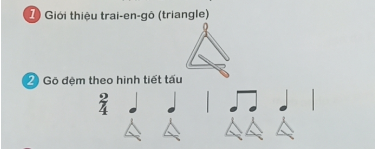 1 Giới thiệu trai-en-gô (triangle)
2 Gõ đệm theo hình tiết tấu
2
4